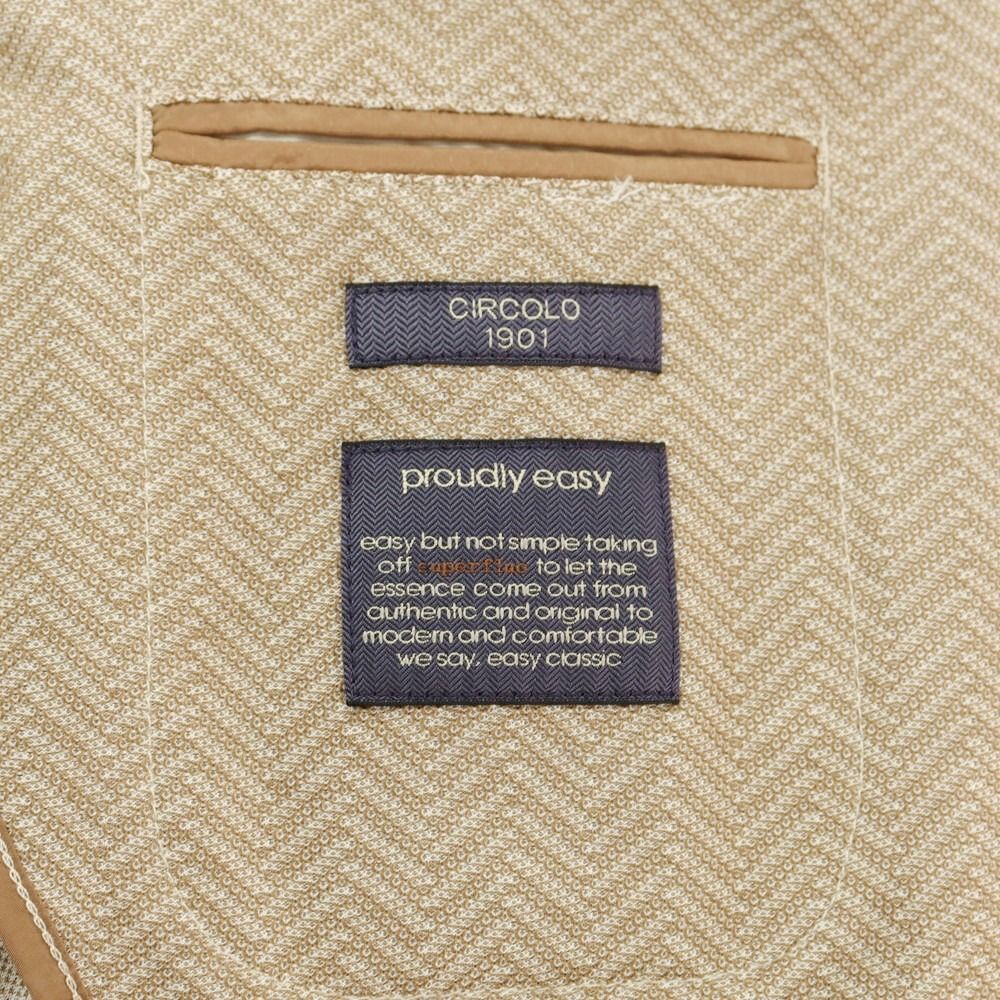 CIRCOLO
1901
proudly easy
easy but not simple taking
off superfluo to let the
essence come out from
authentic and original to
modern and comfortable
we say, easy classic